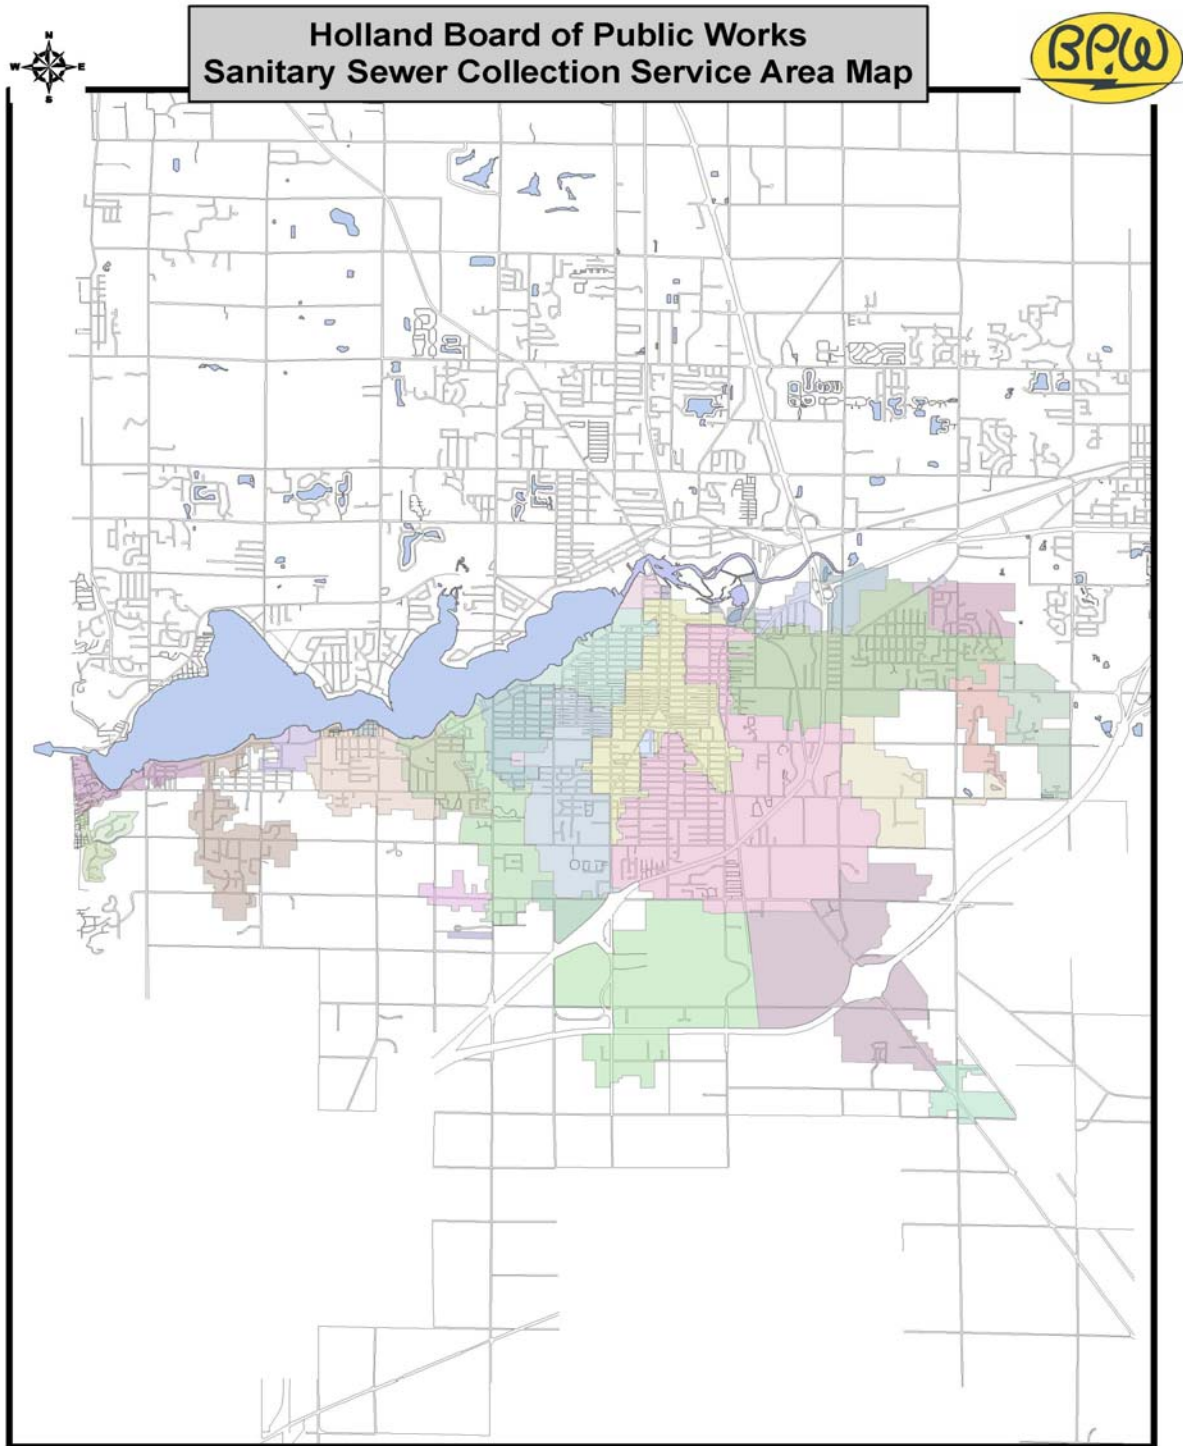 Holland Board of Public Works
Sanitary Sewer Collection Service Area Map
BPW
N
W E
S